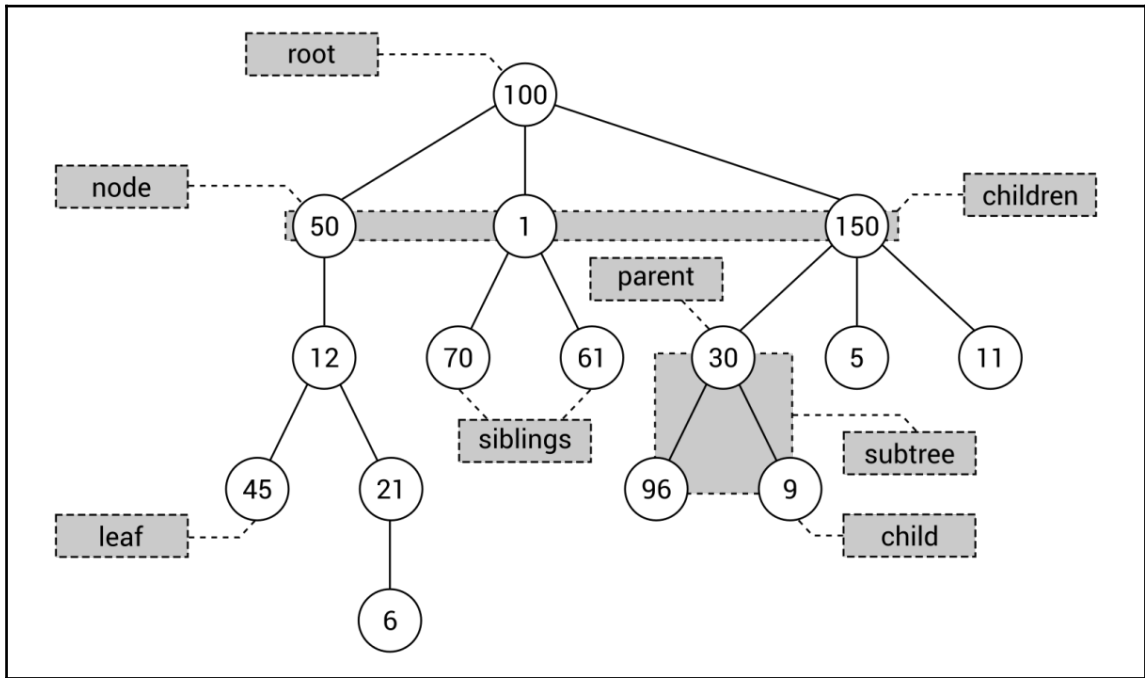 root
100
node
children
50
1
150
parent
12
70
61
30
5
11
siblings
subtree
45
21
96
9
leaf
child
6